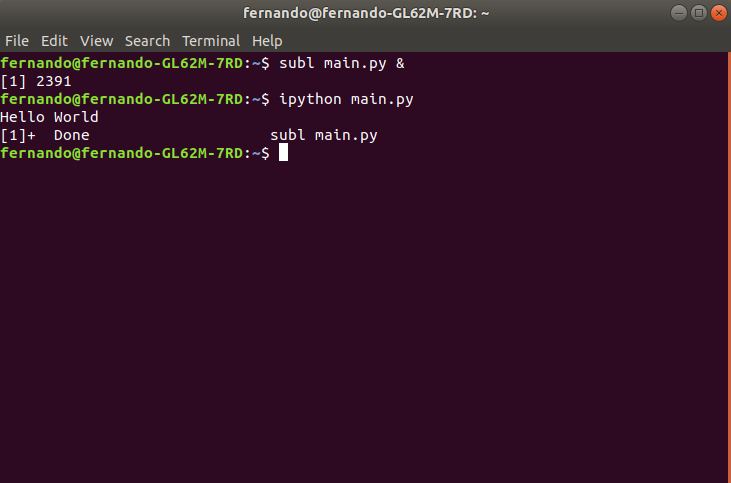 fernando@fernando-GL62M-7RD: ~
File Edit View Search Terminal Help
fernando@fernando-GL62M-7RD:~$ subl main.py &
[1] 2391
fernando@fernando-GL62M-7RD:~$ ipython main.py
Hello World
[1]+  Done                    subl main.py
fernando@fernando-GL62M-7RD:~$